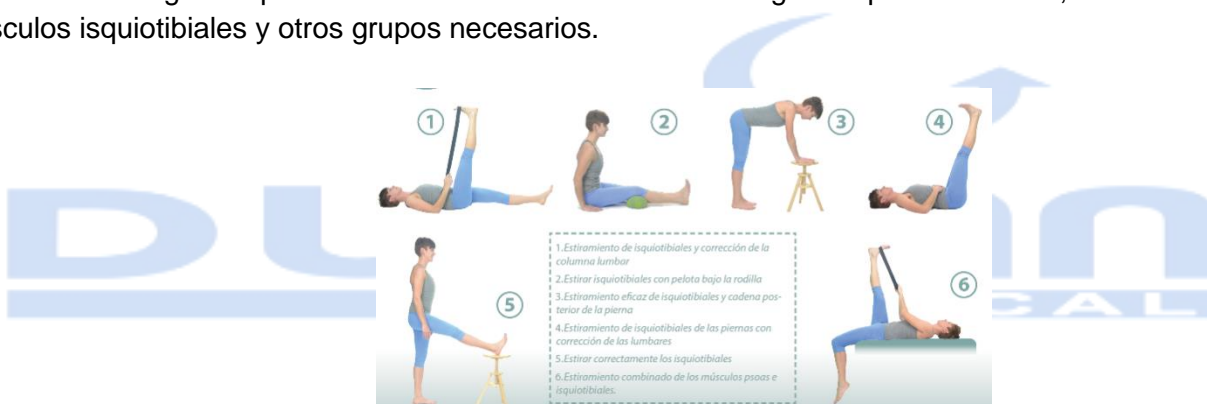 músculos isquiotibiales y otros grupos necesarios.
1
2
3
4
1.Estiramiento de isquiotibiales y corrección de la
columna lumbar
2.Estirar isquiotibiales con pelota bajo la rodilla
3.Estiramiento eficaz de isquiotibiales y cadena pos-
terior de la pierna
4.Estiramiento de isquiotibiales de las piernas con
corrección de las lumbares
5.Estirar correctamente los isquiotibiales
6.Estiramiento combinado de los músculos psoas e
isquiotibiales.
5
6